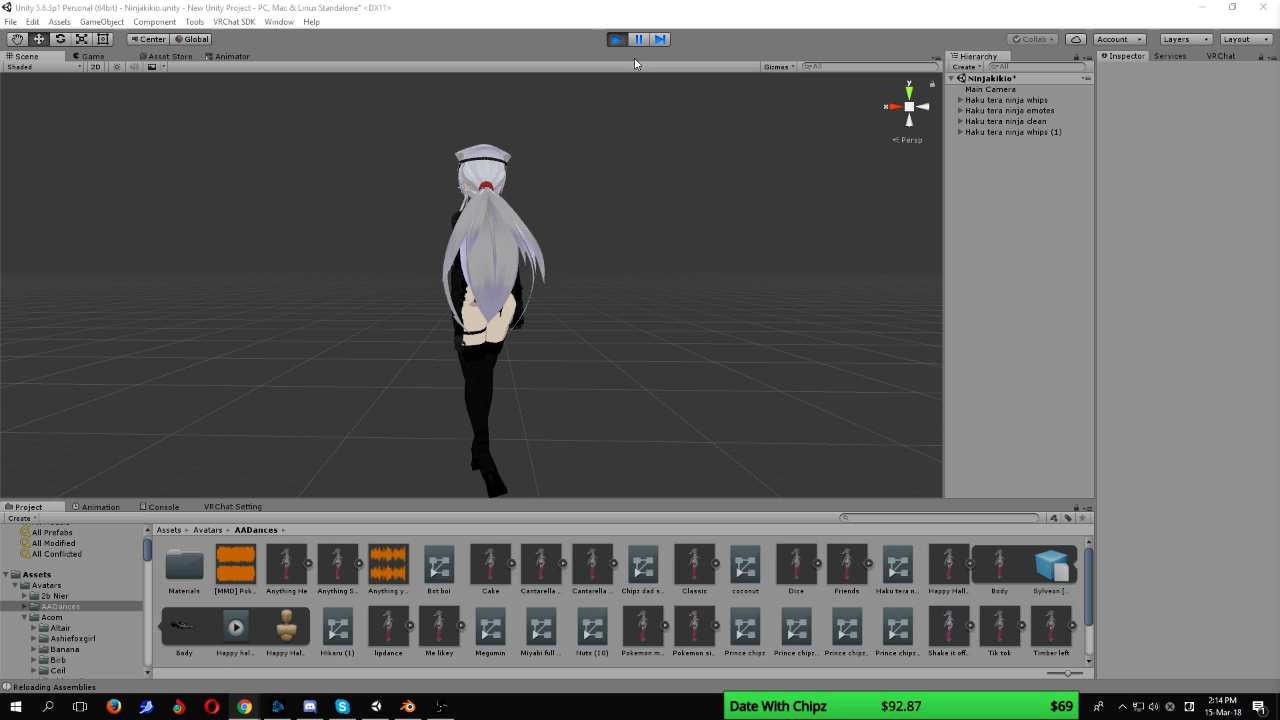 Unity 5.6.3p1 Personal (64bit) - Ninjakikio.unity - New Unity Project - PC, Mac & Linux Standalone* <DX11>
File Edit Assets GameObject Component Tools VRChat SDK Window Help
Center Global Collab Account Layers Layout
Scene Game Asset Store Animator Hierarchy Inspector Services VRChat
Shaded 2D Gizmos All Create All
Ninjakikio*
Main Camera
Haku tera ninja whips
Haku tera ninja emotes
Haku tera ninja clean
Haku tera ninja whips (1)
y
x
Persp
Project Animation Console VRChat Setting
Create
Assets Avatars AADances
All Prefabs
All Modified
All Conflicted
Assets
Avatars
2b Nier
AADances
Acorn
Altair
Ashiefoxgirl
Banana
Birb
Ceil
Materials [MMD] Pok... Anything He Anything S... Anything y... Bot boi Cake Cantarella ... Cantarella ... Chipz dad s... Classic coconut Dice Friends Haku tera n... Happy Hall... Body Sylveon [...
Body Happy hal... Happy Hal... Hikaru (1) lipdance Me likey Megumin Miyabi full ... Nuts (10) Pokemon m... Pokemon si... Prince chipz Prince chipz... Prince chipz... Prince chipz... Shake it off... Tik tok Timber left
Reloading Assemblies
Date With Chipz $92.87 $69
2:14 PM
15-Mar-18